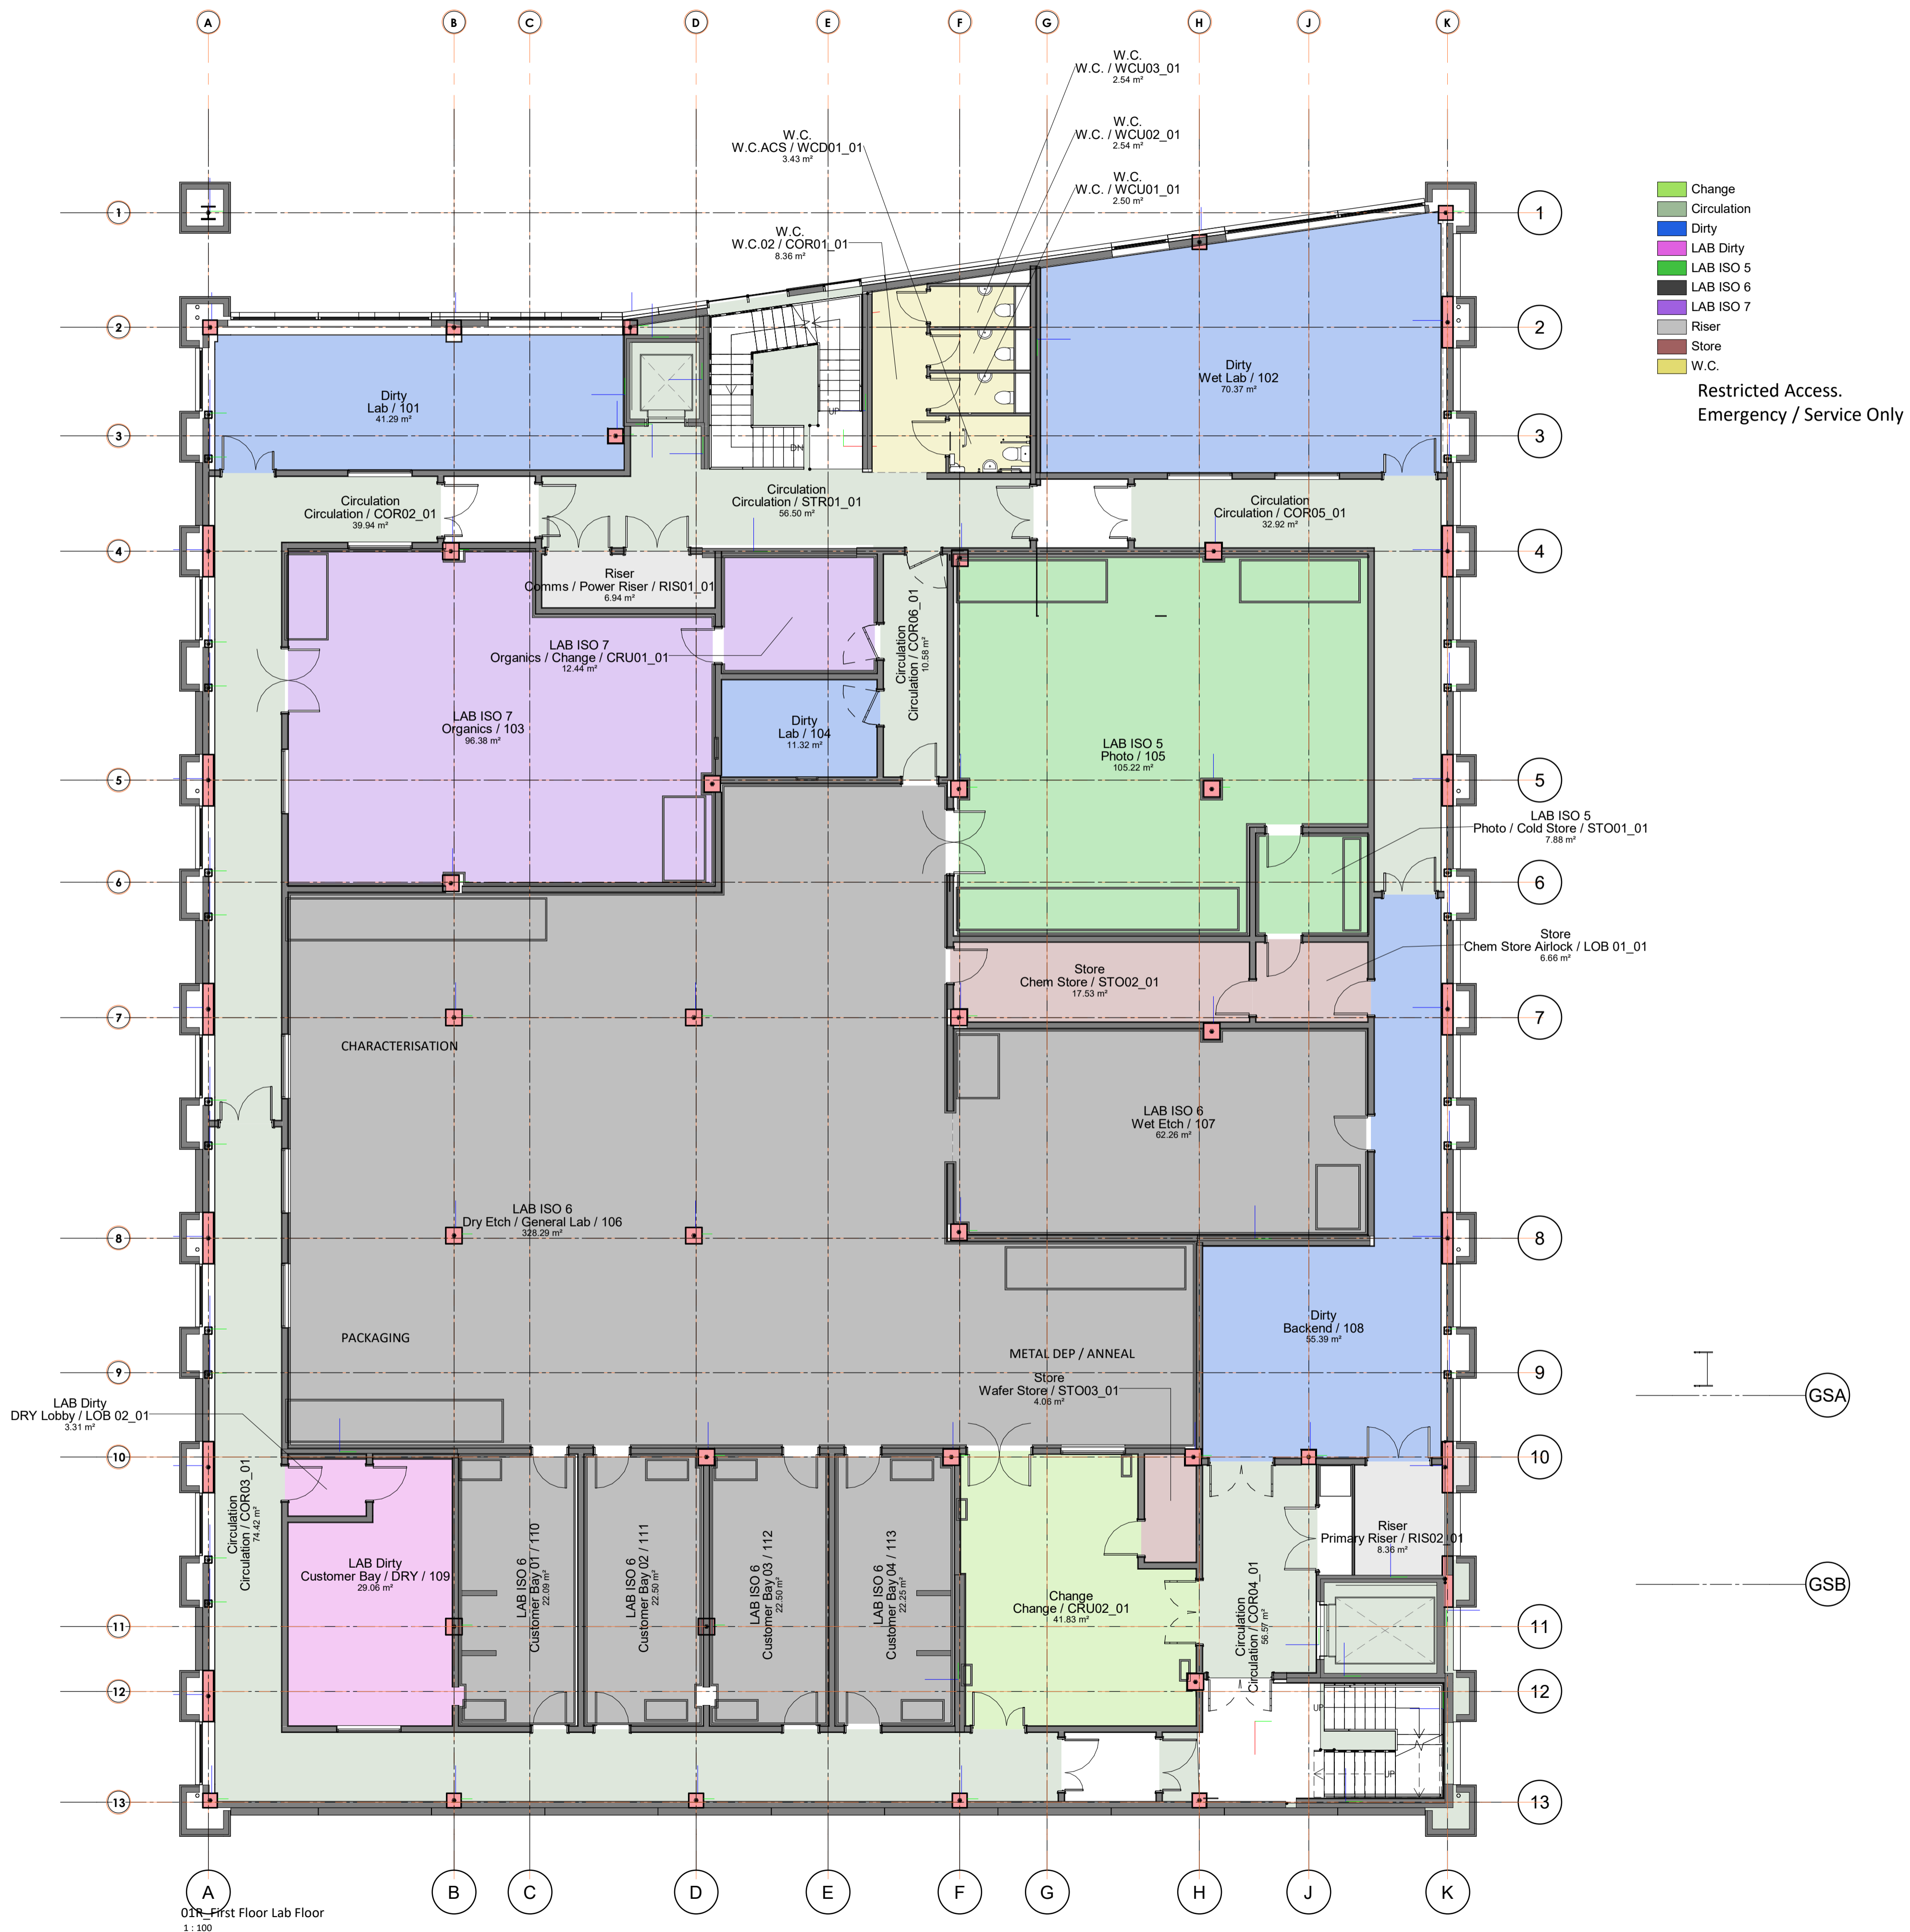 A
B
C
D
E
F
G
H
J
K
W.C.
W.C. / WCU03_01
2.54 m²
W.C.
W.C. / WCU02_01
2.54 m²
W.C.
W.C.ACS / WCD01_01
3.43 m²
W.C.
W.C. / WCU01_01
2.50 m²
W.C.
W.C.02 / COR01_01
8.36 m²
Change
Circulation
Dirty
LAB Dirty
LAB ISO 5
LAB ISO 6
LAB ISO 7
Riser
Store
W.C.
Restricted Access.
Emergency / Service Only
1
1
2
2
3
3
4
4
5
5
6
6
7
7
8
8
9
9
10
10
11
11
12
12
13
13
Dirty
Lab / 101
41.29 m²
UP
DN
Dirty
Wet Lab / 102
70.37 m²
Circulation
Circulation / COR02_01
39.94 m²
Circulation
Circulation / STR01_01
56.50 m²
Circulation
Circulation / COR05_01
32.92 m²
Riser
Comms / Power Riser / RIS01_01
6.94 m²
LAB ISO 7
Organics / Change / CRU01_01
12.44 m²
Circulation
Circulation / COR06_01
10.58 m²
LAB ISO 7
Organics / 103
96.38 m²
Dirty
Lab / 104
11.32 m²
LAB ISO 5
Photo / 105
105.22 m²
LAB ISO 5
Photo / Cold Store / STO01_01
7.88 m²
Store
Chem Store Airlock / LOB 01_01
6.66 m²
Store
Chem Store / STO02_01
17.53 m²
CHARACTERISATION
LAB ISO 6
Wet Etch / 107
62.26 m²
LAB ISO 6
Dry Etch / General Lab / 106
328.29 m²
PACKAGING
Dirty
Backend / 108
55.39 m²
METAL DEP / ANNEAL
Store
Wafer Store / STO03_01
4.06 m²
LAB Dirty
DRY Lobby / LOB 02_01
3.31 m²
GSA
GSB
Circulation
Circulation / COR03_01
74.42 m²
LAB Dirty
Customer Bay / DRY / 109
29.06 m²
LAB ISO 6
Customer Bay 01 / 110
22.09 m²
LAB ISO 6
Customer Bay 02 / 111
22.50 m²
LAB ISO 6
Customer Bay 03 / 112
22.50 m²
LAB ISO 6
Customer Bay 04 / 113
22.25 m²
Change
Change / CRU02_01
41.83 m²
Circulation
Circulation / COR04_01
56.57 m²
Riser
Primary Riser / RIS02_01
8.36 m²
UP
UP
A
B
C
D
E
F
G
H
J
K
01R_First Floor Lab Floor
1 : 100